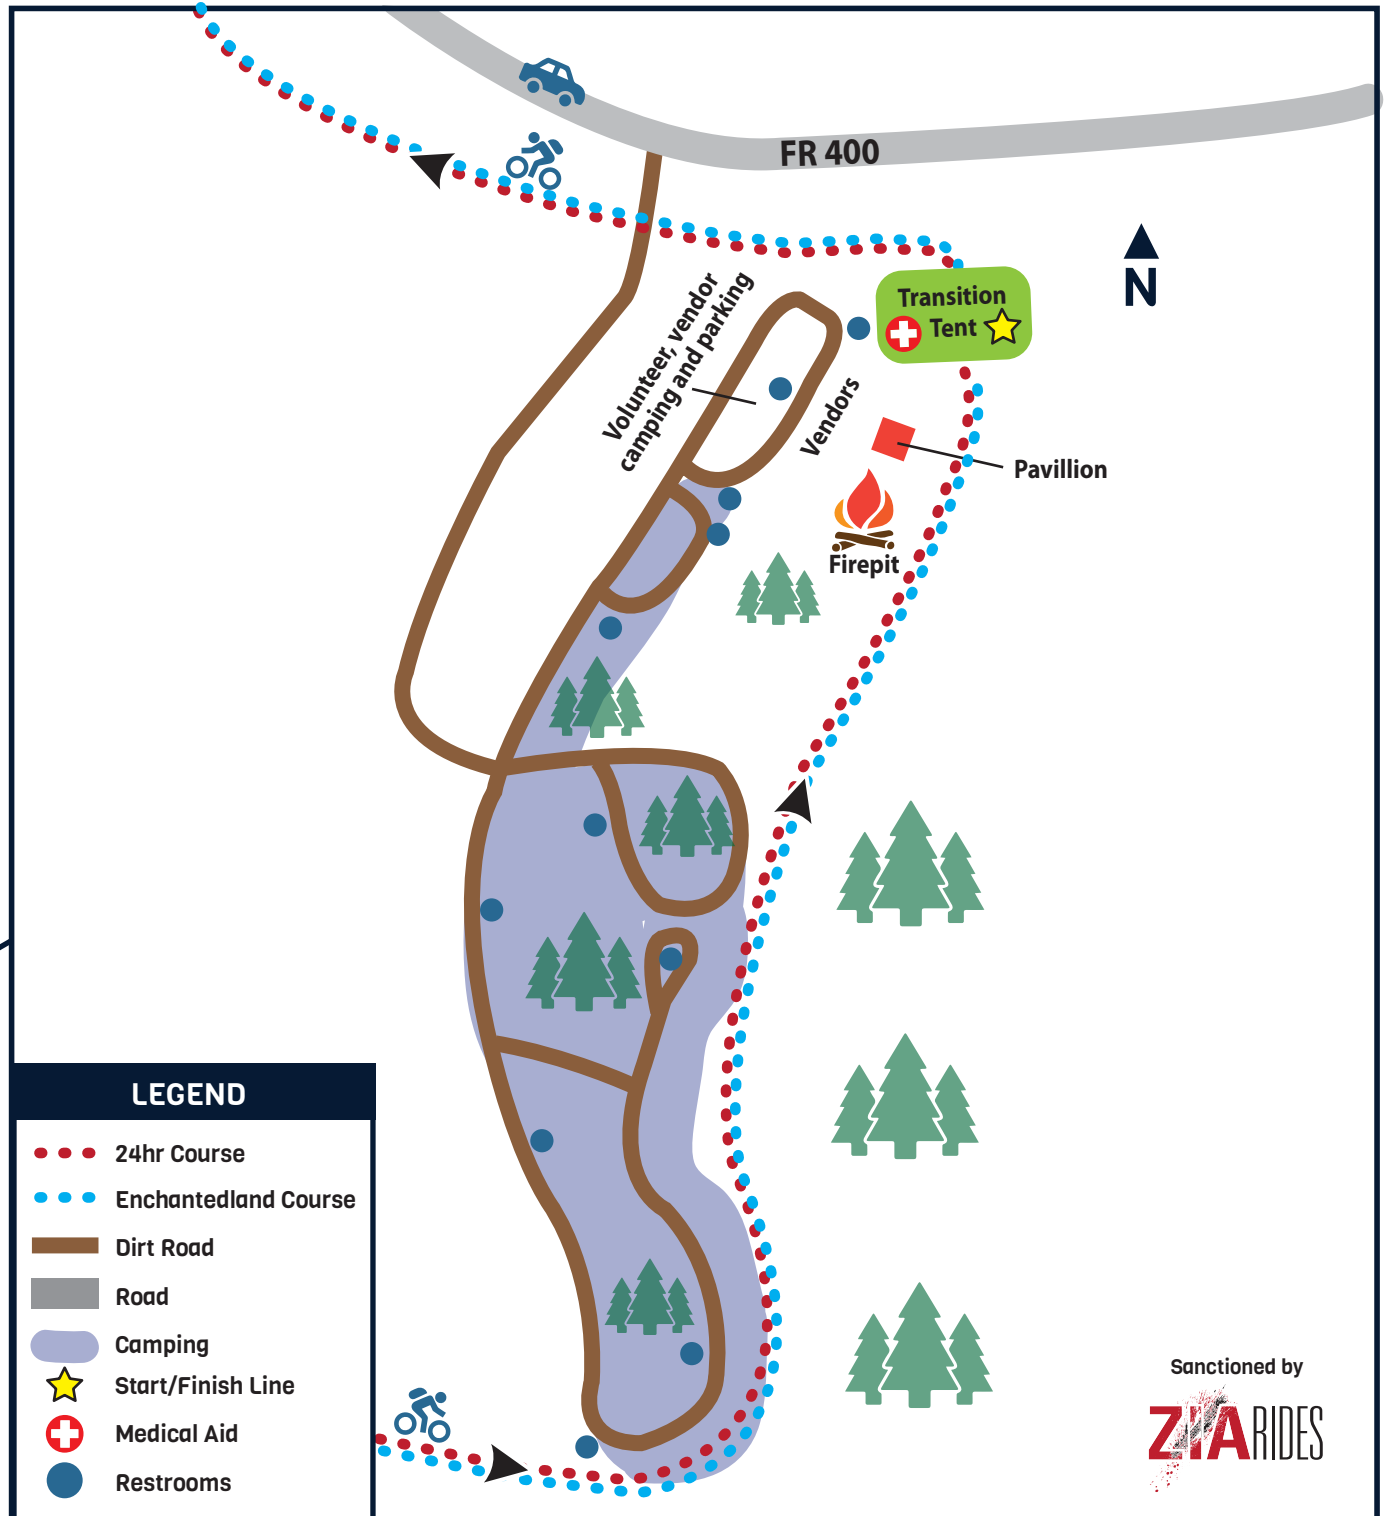 FR 400
N
Transition
Tent
Volunteer, vendor
camping and parking
Vendors
Pavillion
Firepit
LEGEND
24hr Course
Enchantedland Course
Dirt Road
Road
Camping
Start/Finish Line
Medical Aid
Restrooms
Sanctioned by
ZIARIDES